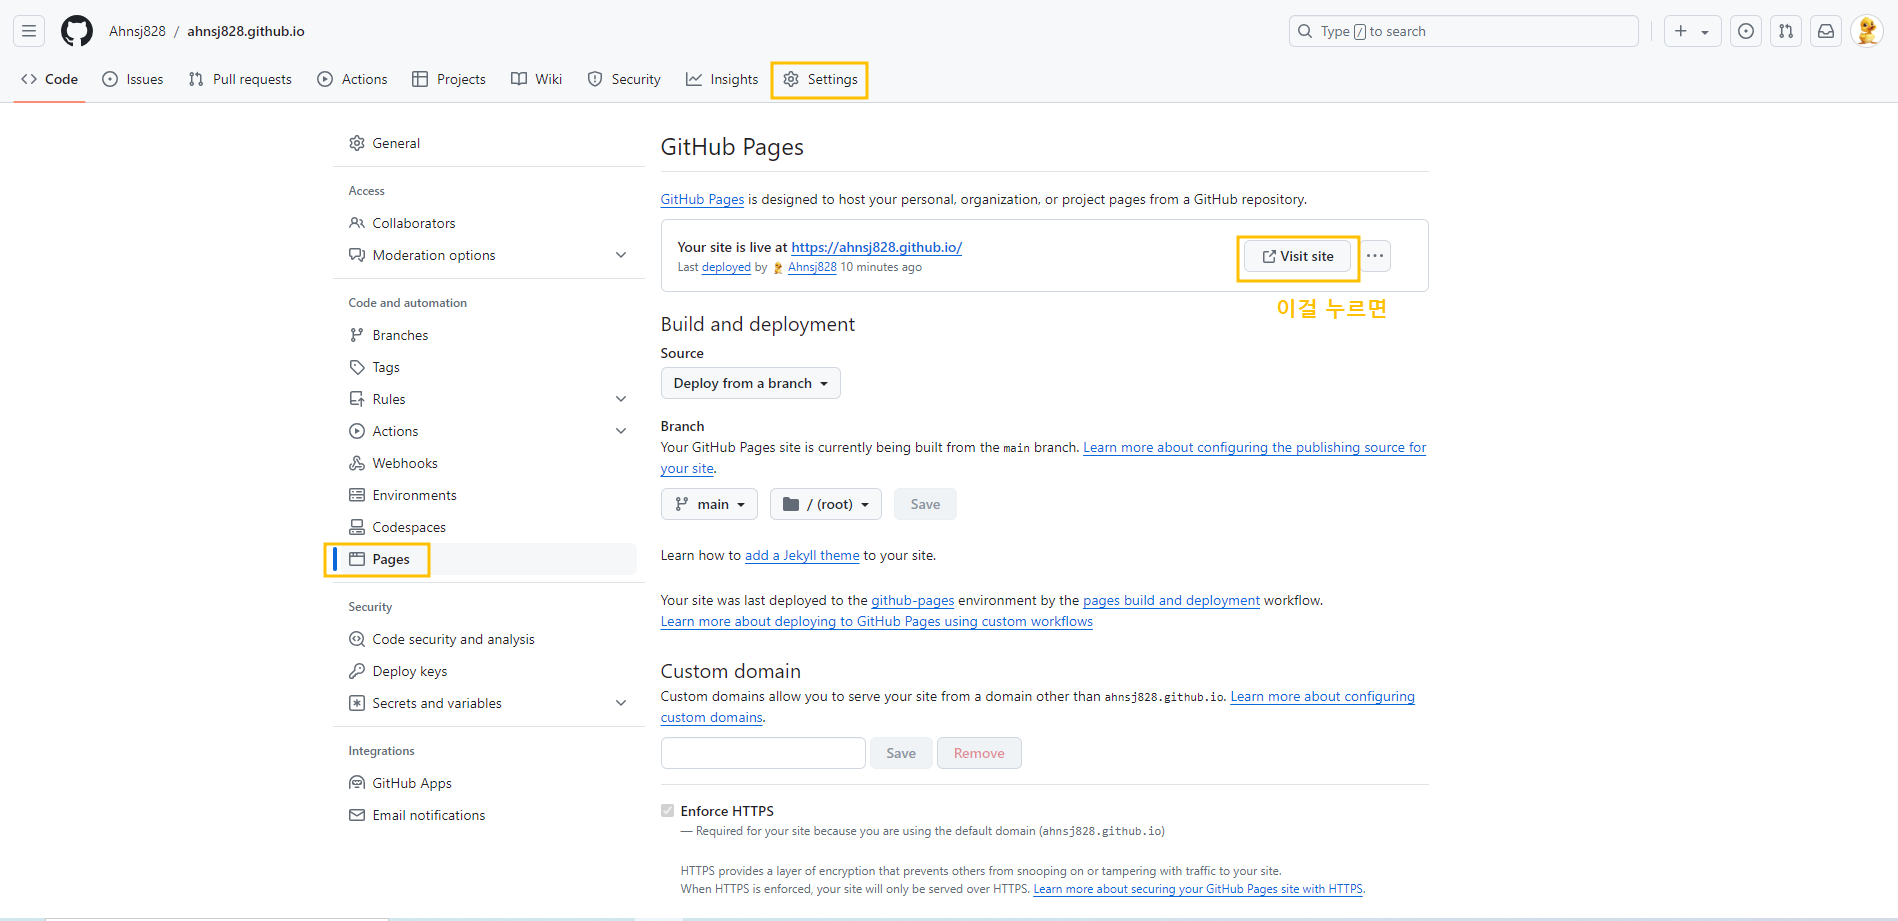 Ahnsj828 / ahnsj828.github.io
Type / to search
Code Issues Pull requests Actions Projects Wiki Security Insights Settings
General
Access
Collaborators
Moderation options
Code and automation
Branches
Tags
Rules
Actions
Webhooks
Environments
Codespaces
Pages
Security
Code security and analysis
Deploy keys
Secrets and variables
Integrations
GitHub Apps
Email notifications
GitHub Pages
GitHub Pages is designed to host your personal, organization, or project pages from a GitHub repository.
Your site is live at https://ahnsj828.github.io/
Last deployed by Ahnsj828 10 minutes ago
Visit site
이걸 누르면
Build and deployment
Source
Deploy from a branch
Branch
Your GitHub Pages site is currently being built from the main branch. Learn more about configuring the publishing source for
your site.
main / (root) Save
Learn how to add a Jekyll theme to your site.
Your site was last deployed to the github-pages environment by the pages build and deployment workflow.
Learn more about deploying to GitHub Pages using custom workflows
Custom domain
Custom domains allow you to serve your site from a domain other than ahnsj828.github.io. Learn more about configuring
custom domains.
Save Remove
Enforce HTTPS
— Required for your site because you are using the default domain (ahnsj828.github.io)
HTTPS provides a layer of encryption that prevents others from snooping on or tampering with traffic to your site.
When HTTPS is enforced, your site will only be served over HTTPS. Learn more about securing your GitHub Pages site with HTTPS.